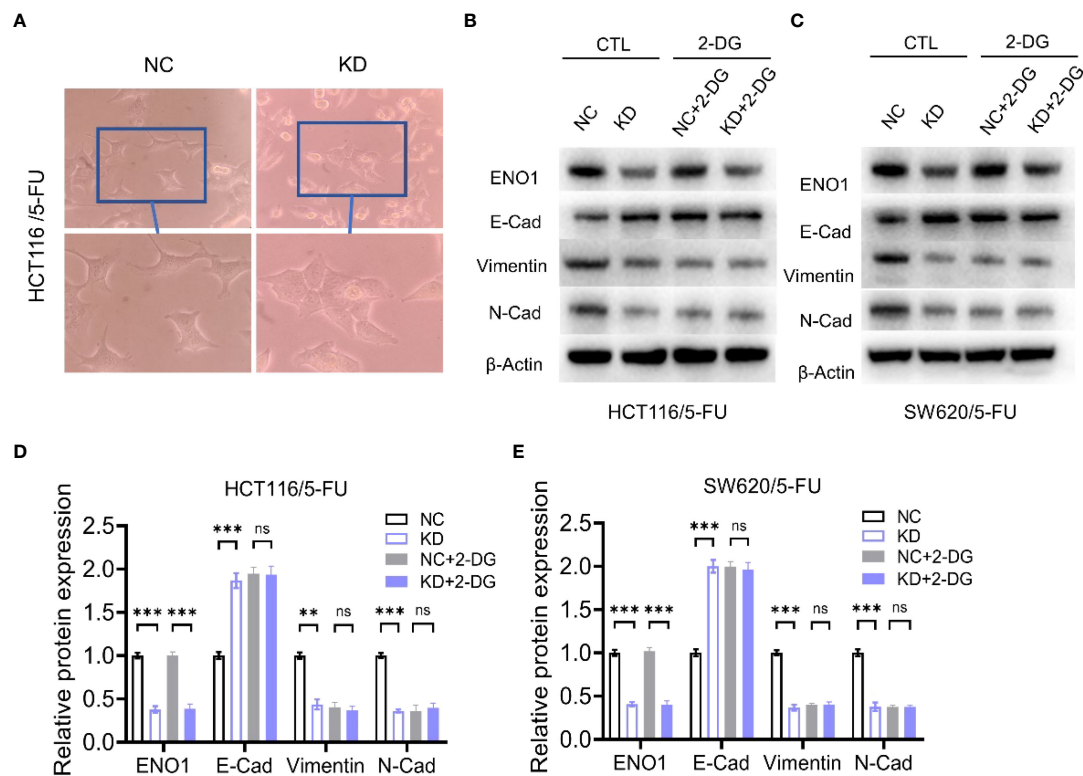 A
NC KD
HCT116 /5-FU
B
CTL 2-DG
NC KD NC+2-DG KD+2-DG
ENO1
E-Cad
Vimentin
N-Cad
β-Actin
HCT116/5-FU
C
CTL 2-DG
NC KD NC+2-DG KD+2-DG
ENO1
E-Cad
Vimentin
N-Cad
β-Actin
SW620/5-FU
D
HCT116/5-FU
Relative protein expression
2.5
2.0
1.5
1.0
0.5
0.0
*** *** *** ns ** ns *** ns
NC
KD
NC+2-DG
KD+2-DG
ENO1 E-Cad Vimentin N-Cad
E
SW620/5-FU
Relative protein expression
2.5
2.0
1.5
1.0
0.5
0.0
*** *** *** ns *** ns *** ns
NC
KD
NC+2-DG
KD+2-DG
ENO1 E-Cad Vimentin N-Cad